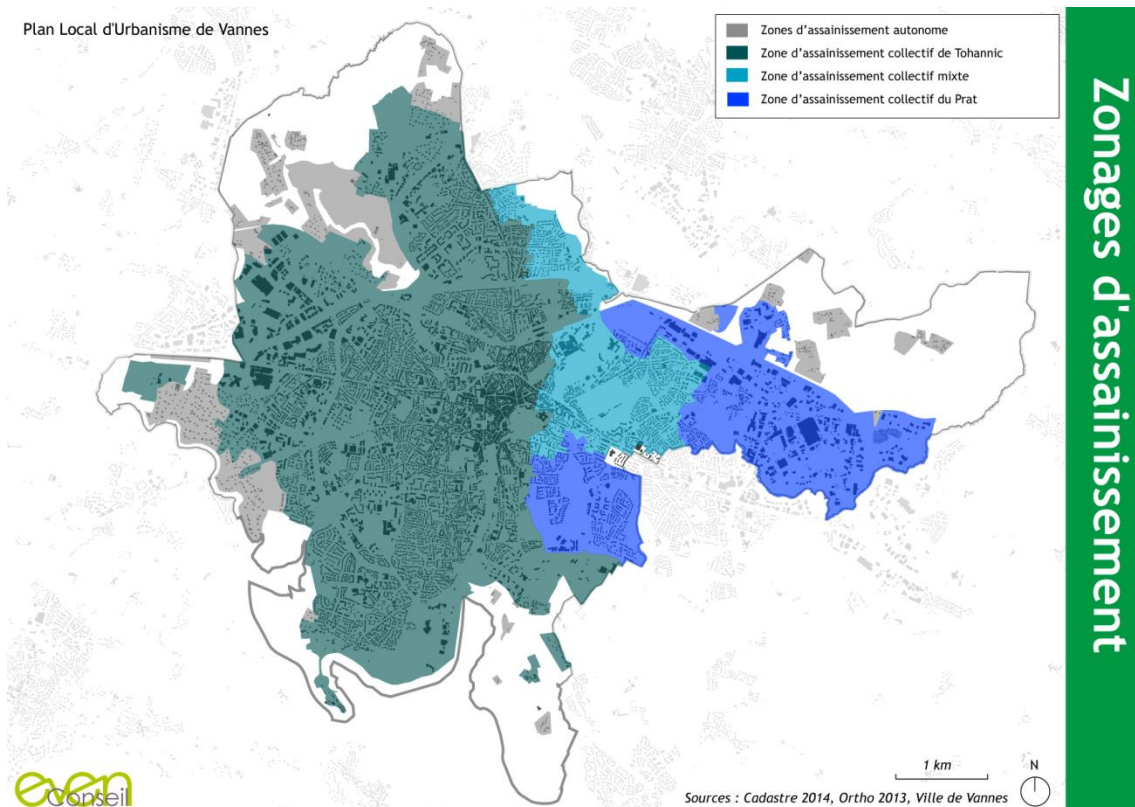 Plan Local d'Urbanisme de Vannes
Zones d'assainissement autonome
Zone d'assainissement collectif de Tohannic
Zone d'assainissement collectif mixte
Zone d'assainissement collectif du Prat
Zonages d'assainissement
1 km
N
even
Conseil
Sources : Cadastre 2014, Ortho 2013, Ville de Vannes